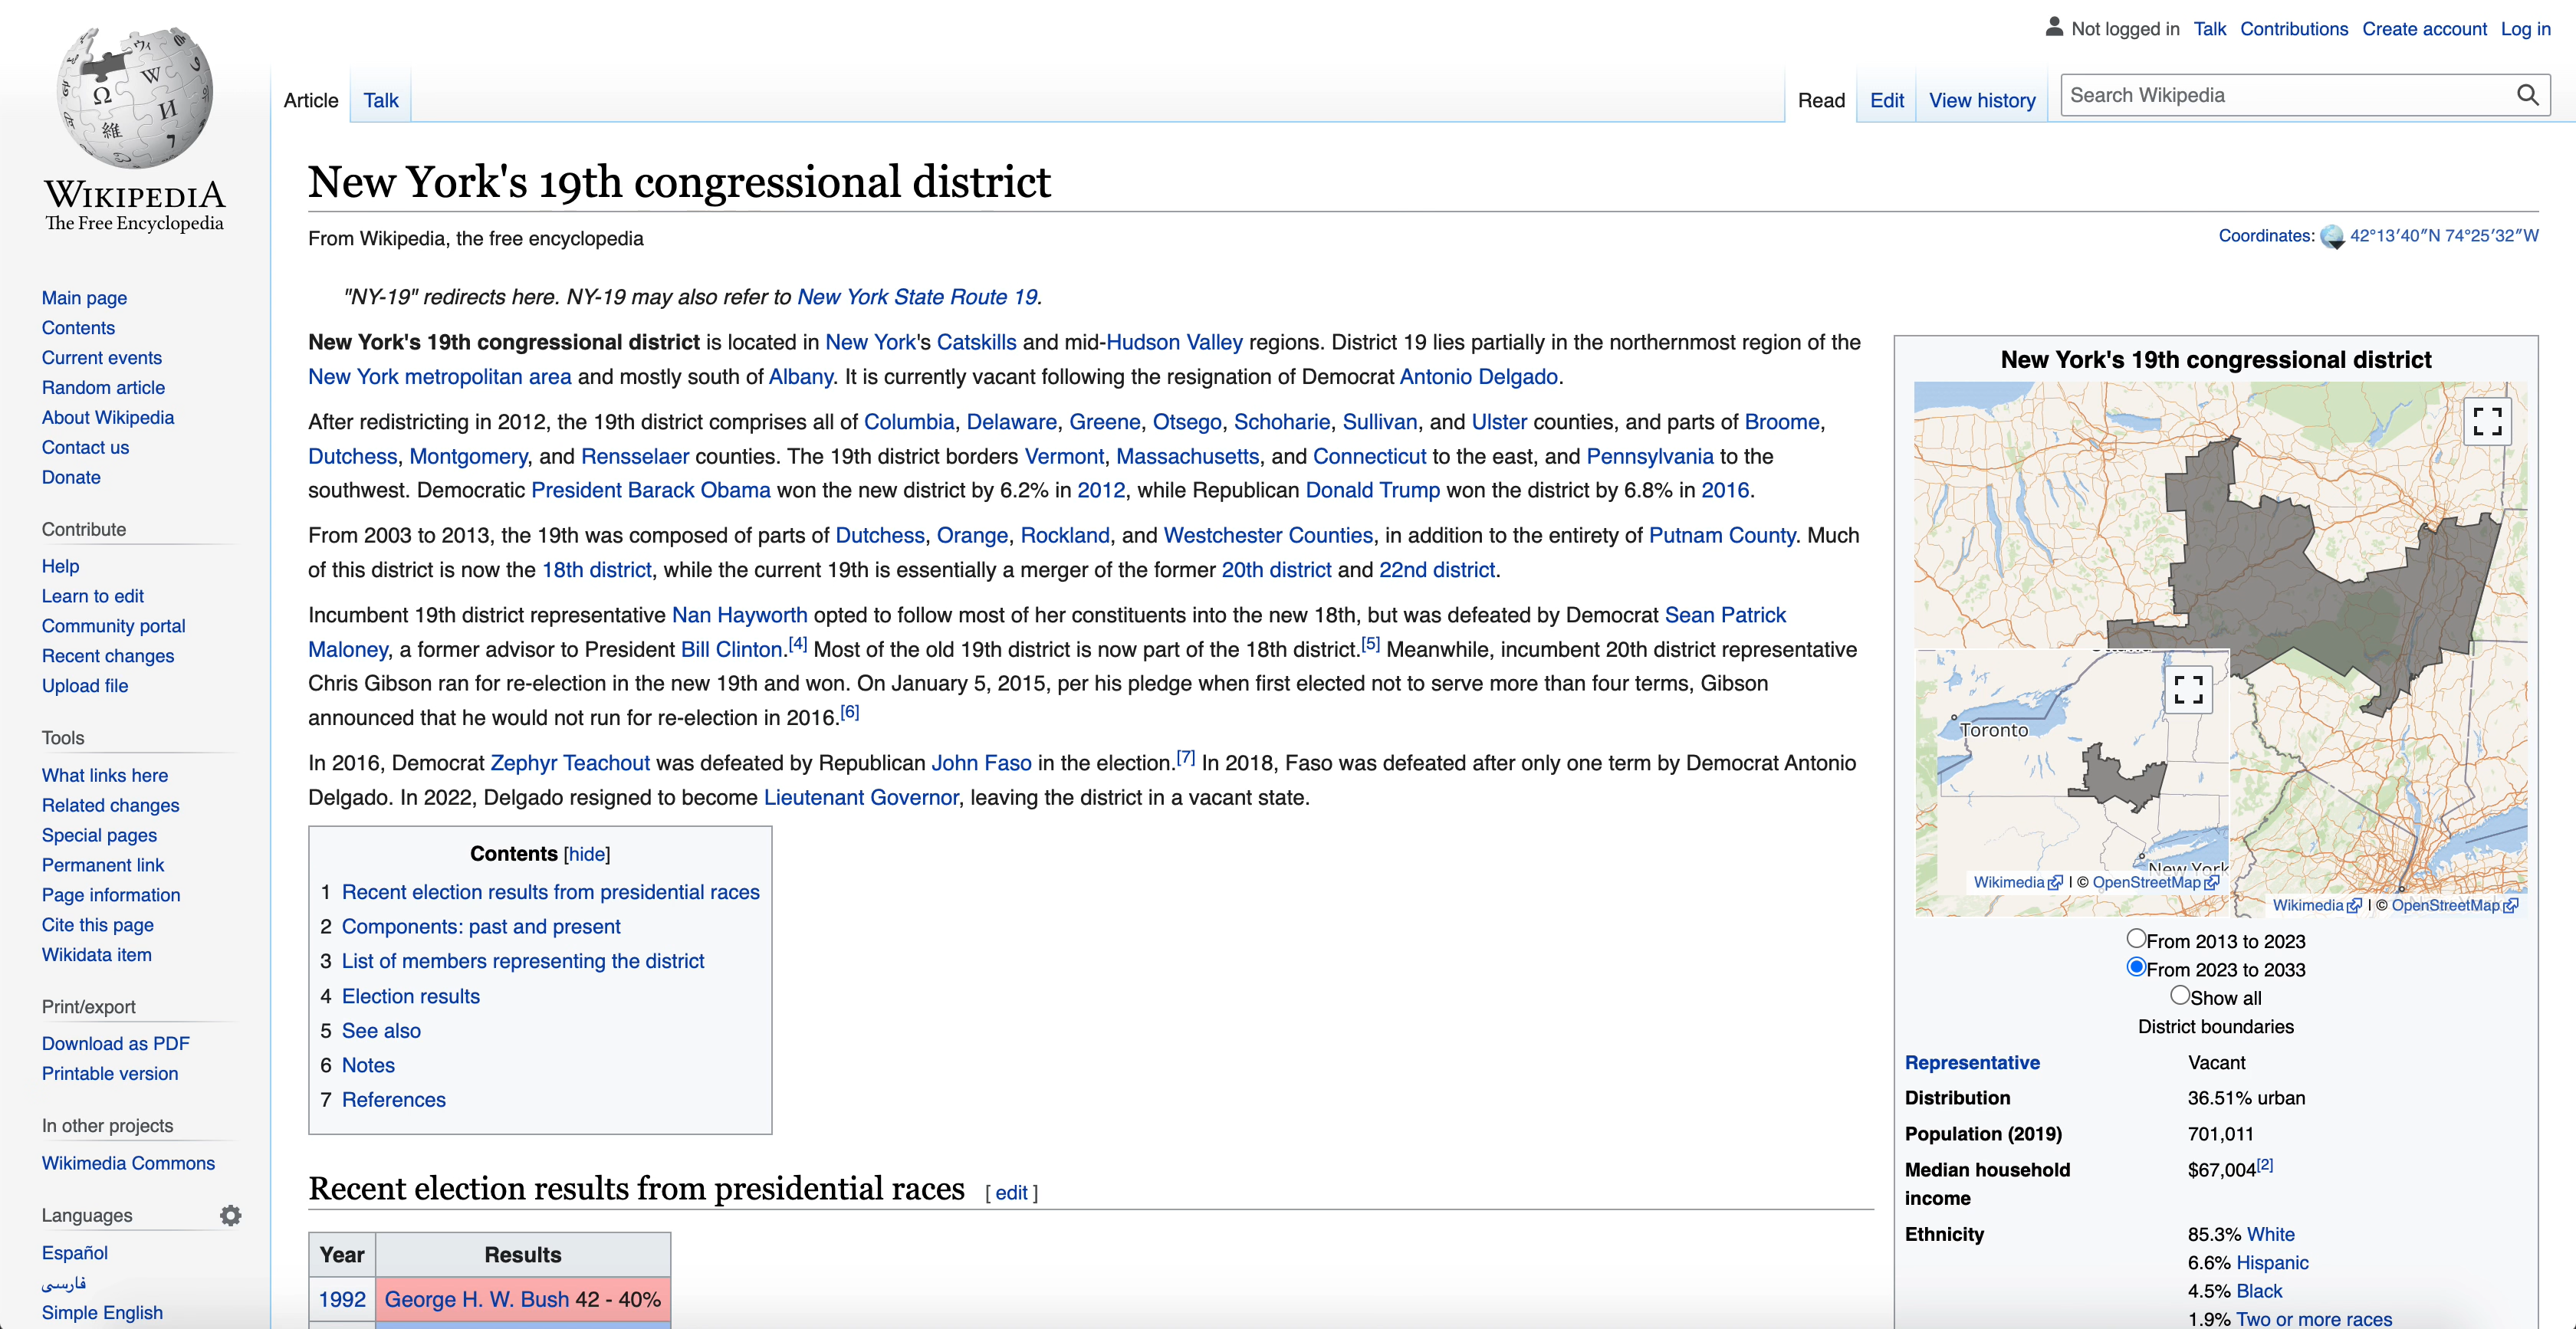 Not logged in Talk Contributions Create account Log in
Article Talk Read Edit View history Search Wikipedia
WIKIPEDIA
The Free Encyclopedia
Main page
Contents
Current events
Random article
About Wikipedia
Contact us
Donate
Contribute
Help
Learn to edit
Community portal
Recent changes
Upload file
Tools
What links here
Related changes
Special pages
Permanent link
Page information
Cite this page
Wikidata item
Print/export
Download as PDF
Printable version
In other projects
Wikimedia Commons
Languages
Español
فارسی
Simple English
New York's 19th congressional district
From Wikipedia, the free encyclopedia
Coordinates: 42°13′40″N 74°25′32″W
"NY-19" redirects here. NY-19 may also refer to New York State Route 19.
New York's 19th congressional district is located in New York's Catskills and mid-Hudson Valley regions. District 19 lies partially in the northernmost region of the
New York metropolitan area and mostly south of Albany. It is currently vacant following the resignation of Democrat Antonio Delgado.
After redistricting in 2012, the 19th district comprises all of Columbia, Delaware, Greene, Otsego, Schoharie, Sullivan, and Ulster counties, and parts of Broome,
Dutchess, Montgomery, and Rensselaer counties. The 19th district borders Vermont, Massachusetts, and Connecticut to the east, and Pennsylvania to the
southwest. Democratic President Barack Obama won the new district by 6.2% in 2012, while Republican Donald Trump won the district by 6.8% in 2016.
From 2003 to 2013, the 19th was composed of parts of Dutchess, Orange, Rockland, and Westchester Counties, in addition to the entirety of Putnam County. Much
of this district is now the 18th district, while the current 19th is essentially a merger of the former 20th district and 22nd district.
Incumbent 19th district representative Nan Hayworth opted to follow most of her constituents into the new 18th, but was defeated by Democrat Sean Patrick
Maloney, a former advisor to President Bill Clinton.[4] Most of the old 19th district is now part of the 18th district.[5] Meanwhile, incumbent 20th district representative
Chris Gibson ran for re-election in the new 19th and won. On January 5, 2015, per his pledge when first elected not to serve more than four terms, Gibson
announced that he would not run for re-election in 2016.[6]
In 2016, Democrat Zephyr Teachout was defeated by Republican John Faso in the election.[7] In 2018, Faso was defeated after only one term by Democrat Antonio
Delgado. In 2022, Delgado resigned to become Lieutenant Governor, leaving the district in a vacant state.
Contents [hide]
1 Recent election results from presidential races
2 Components: past and present
3 List of members representing the district
4 Election results
5 See also
6 Notes
7 References
Recent election results from presidential races [ edit ]
Year Results
1992 George H. W. Bush 42 - 40%
New York's 19th congressional district
Toronto
New York
Wikimedia | © OpenStreetMap
Wikimedia | © OpenStreetMap
From 2013 to 2023
From 2023 to 2033
Show all
District boundaries
Representative Vacant
Distribution 36.51% urban
Population (2019) 701,011
Median household $67,004[2]
income
Ethnicity 85.3% White
6.6% Hispanic
4.5% Black
1.9% Two or more races